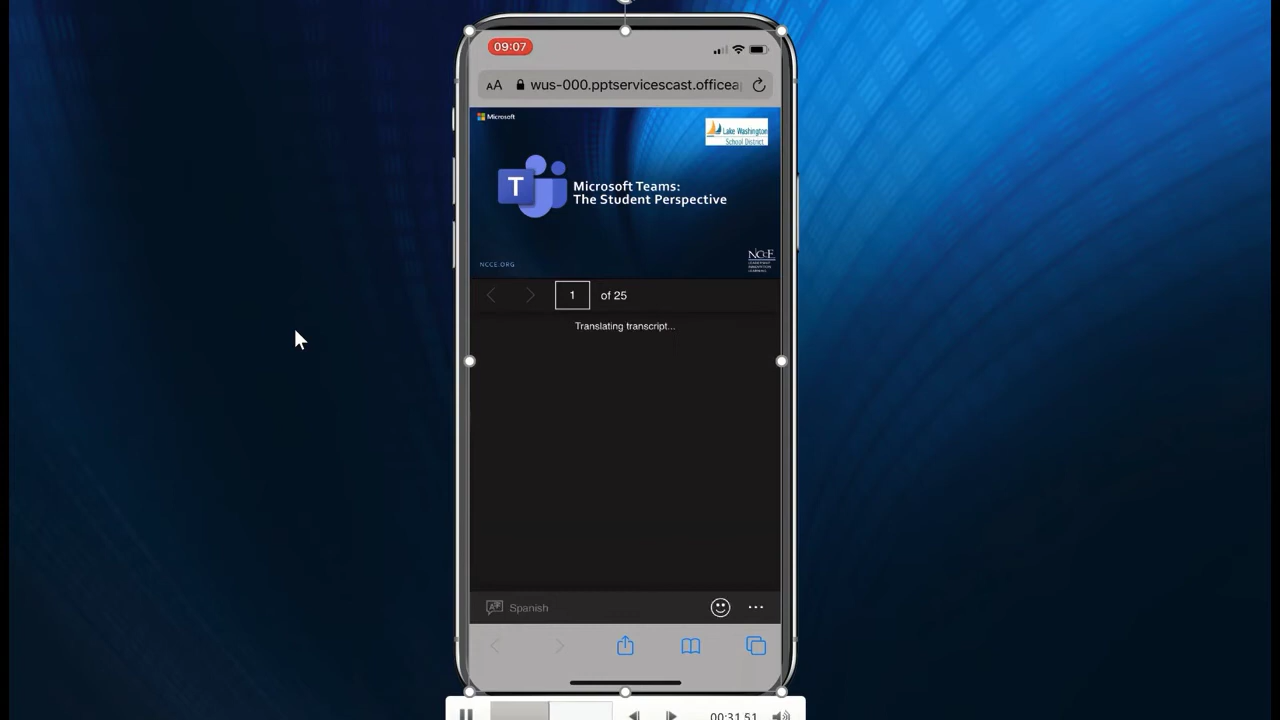 09:07
AA wus-000.pptservicescast.officea
Microsoft
Lake Washington
School District
T
Microsoft Teams:
The Student Perspective
NCCE.ORG
NCCE
1 of 25
Translating transcript...
Spanish
00:31.51